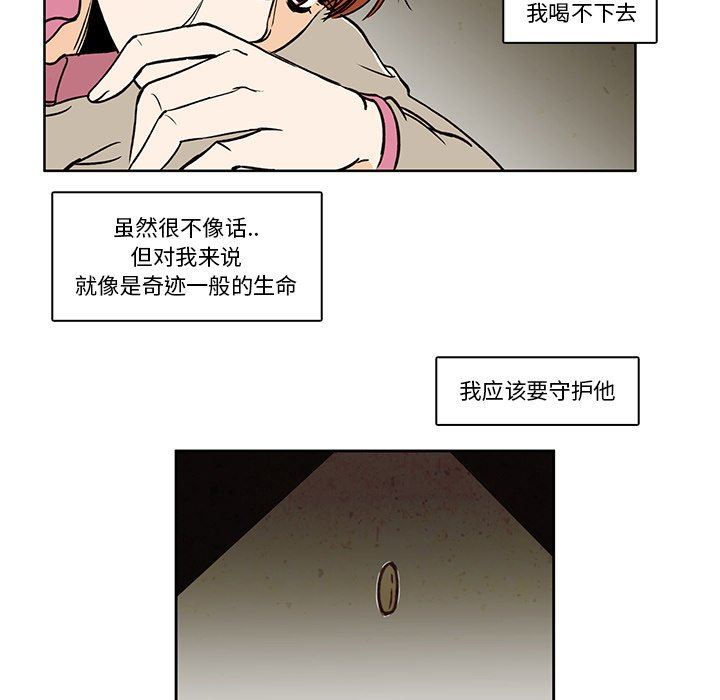 我喝不下去
虽然很不像话..
但对我来说
就像是奇迹一般的生命
我应该要守护他